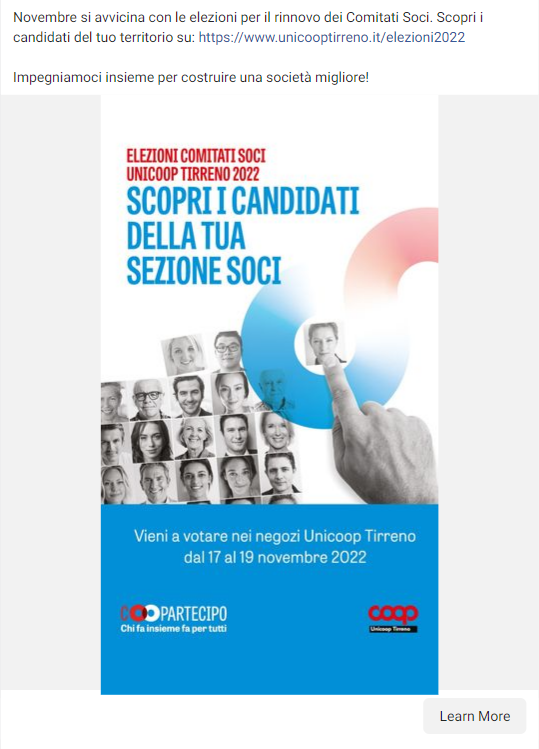 Novembre si avvicina con le elezioni per il rinnovo dei Comitati Soci. Scopri i
candidati del tuo territorio su: https://www.unicooptirreno.it/elezioni2022
Impegniamoci insieme per costruire una società migliore!
ELEZIONI COMITATI SOCI
UNICOOP TIRRENO 2022
SCOPRI I CANDIDATI
DELLA TUA
SEZIONE SOCI
Vieni a votare nei negozi Unicoop Tirreno
dal 17 al 19 novembre 2022
COOPARTECIPO
Chi fa insieme fa per tutti
coop
Unicoop Tirreno
Learn More